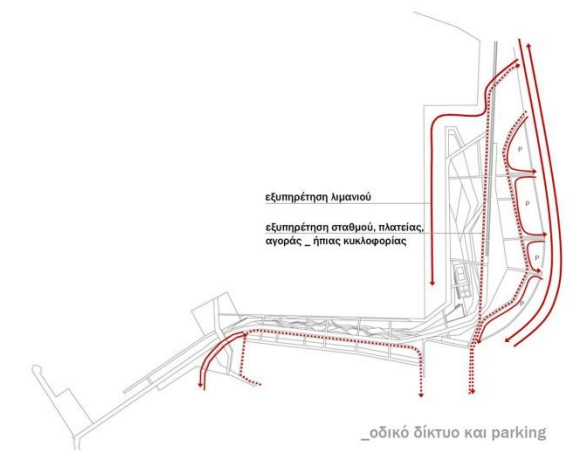 P
P
εξυπηρέτηση λιμανιού
εξυπηρέτηση σταθμού, πλατείας,
αγοράς _ ήπιας κυκλοφορίας
P
P
_οδικό δίκτυο και parking